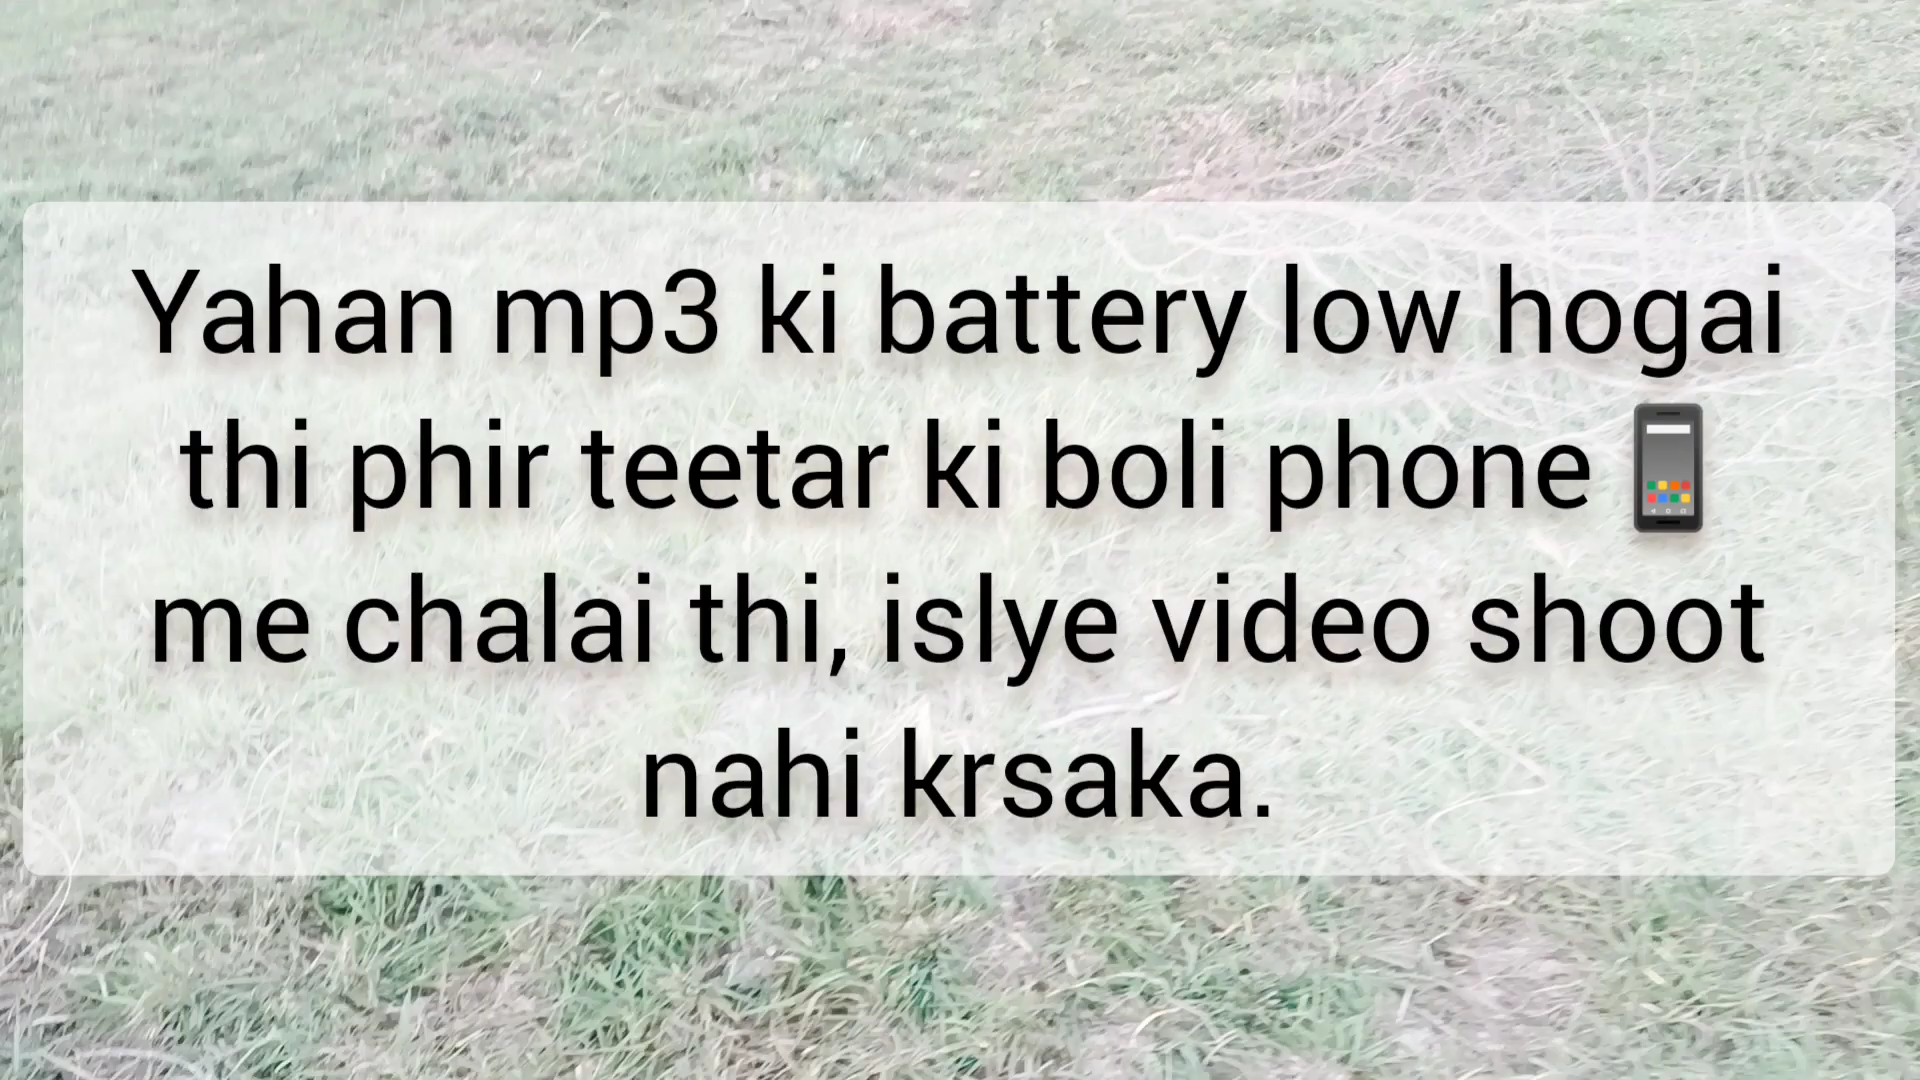 Yahan mp3 ki battery low hogai
thi phir teetar ki boli phone 📱
me chalai thi, islye video shoot
nahi krsaka.